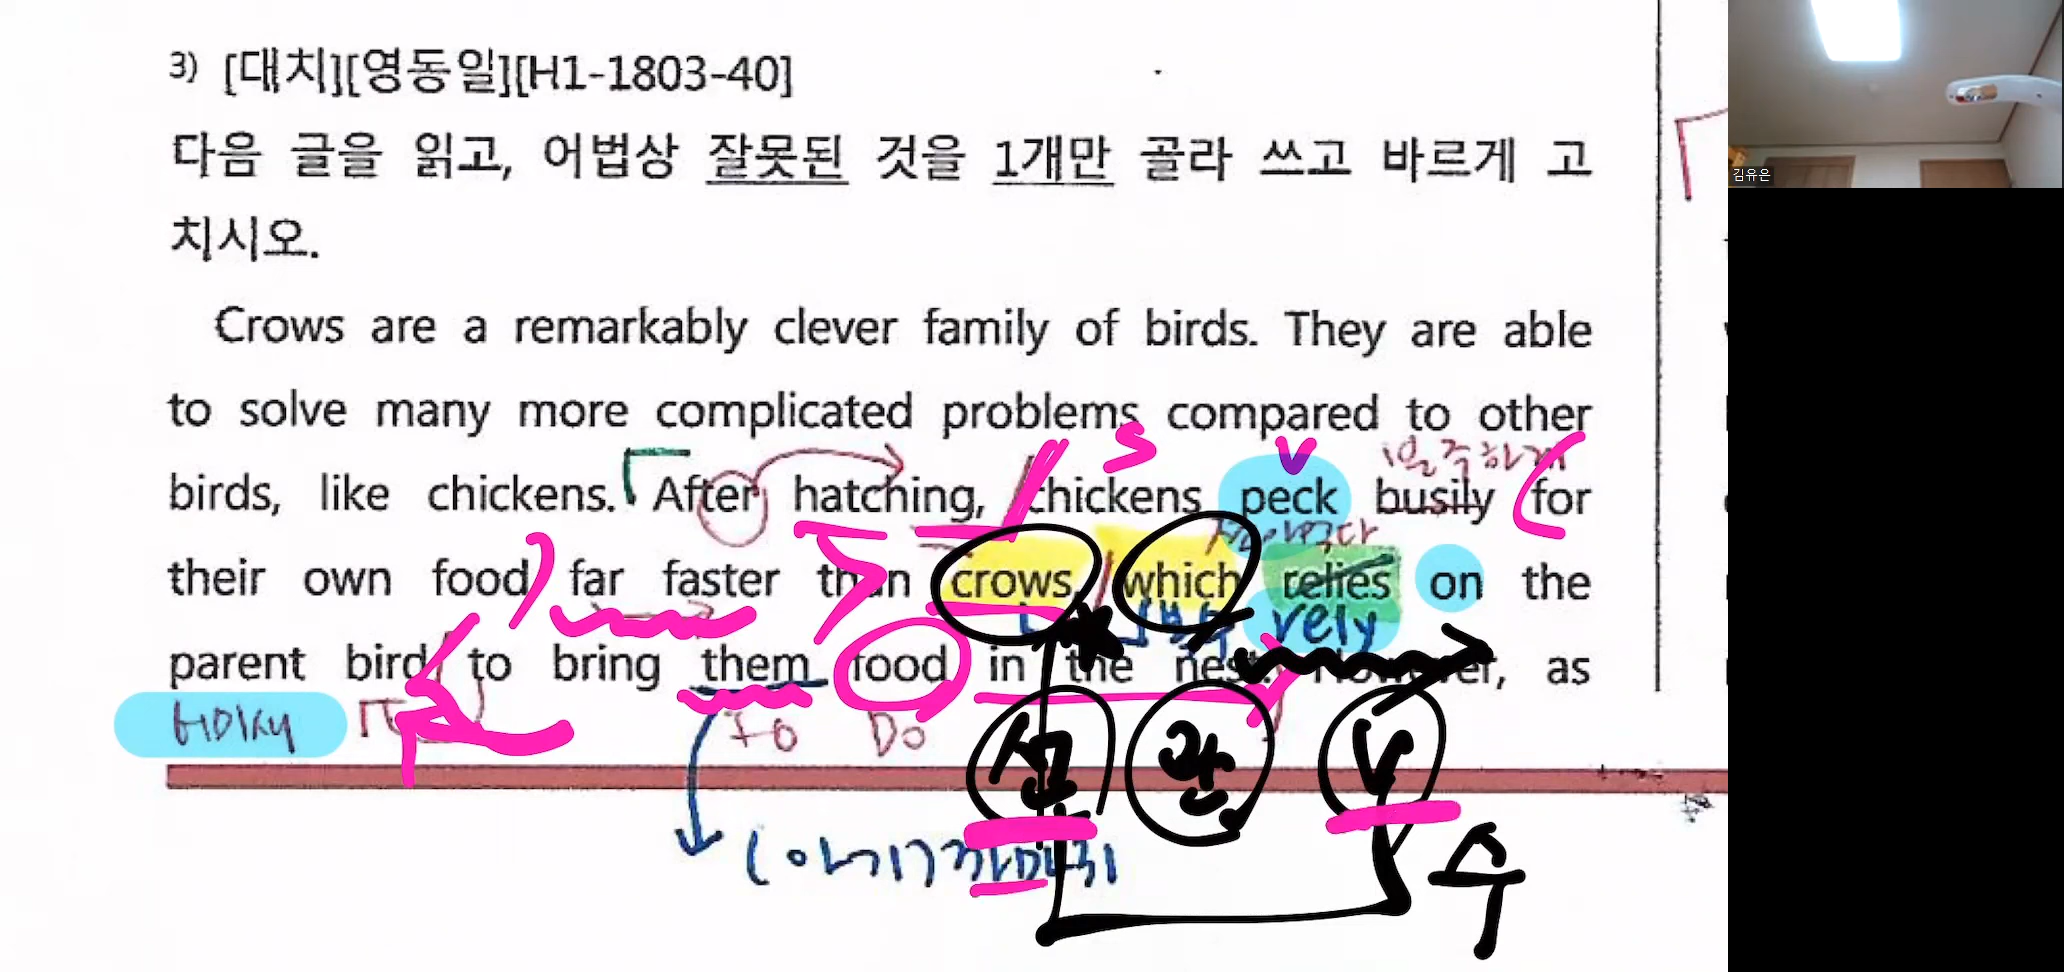 3) [대치][영동일][H1-1803-40]
다음 글을 읽고, 어법상 잘못된 것을 1개만 골라 쓰고 바르게 고
치시오.
Crows are a remarkably clever family of birds. They are able
to solve many more complicated problems compared to other
S V
birds, like chickens. After hatching, chickens peck busily for
their own food far faster than crows, which relies on the
rely
parent bird to bring them food in the nest. However, as
IO DO
선 관 V
(아기)까마귀
수
김유은